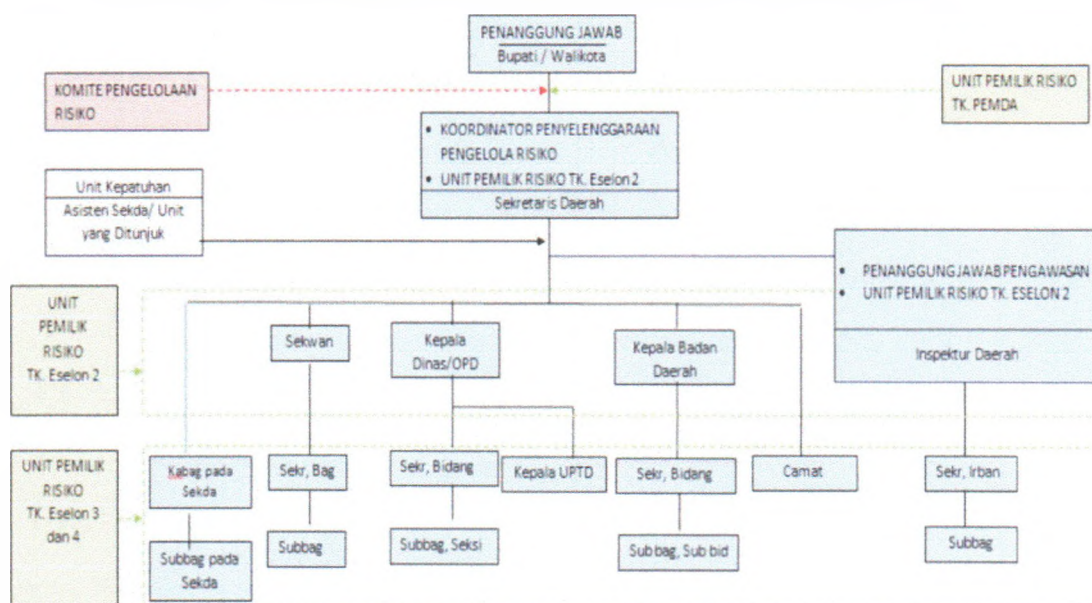 PENANGGUNG JAWAB
Bupati / Walikota
KOMITE PENGELOLAAN
RISIKO
UNIT PEMILIK RISIKO
TK. PEMDA
• KOORDINATOR PENYELENGGARAAN
PENGELOLA RISIKO
• UNIT PEMILIK RISIKO TK. Eselon 2
Sekretaris Daerah
Unit Kepatuhan
Asisten Sekda/ Unit
yang Ditunjuk
• PENANGGUNG JAWAB PENGAWASAN
• UNIT PEMILIK RISIKO TK. ESELON 2
Inspektur Daerah
UNIT
PEMILIK
RISIKO
TK. Eselon 2
Sekwan
Kepala
Dinas/OPD
Kepala Badan
Daerah
UNIT PEMILIK
RISIKO
TK. Eselon 3
dan 4
Kabag pada
Sekda
Sekr, Bag
Sekr, Bidang
Kepala UPTD
Sekr, Bidang
Camat
Sekr, Irban
Subbag pada
Sekda
Subbag
Subbag, Seksi
Subbag, Sub bid
Subbag